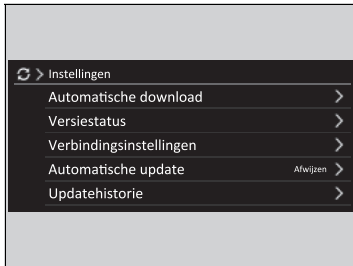 Instellingen
Automatische download
Versiestatus
Verbindingsinstellingen
Automatische update Afwijzen
Updatehistorie